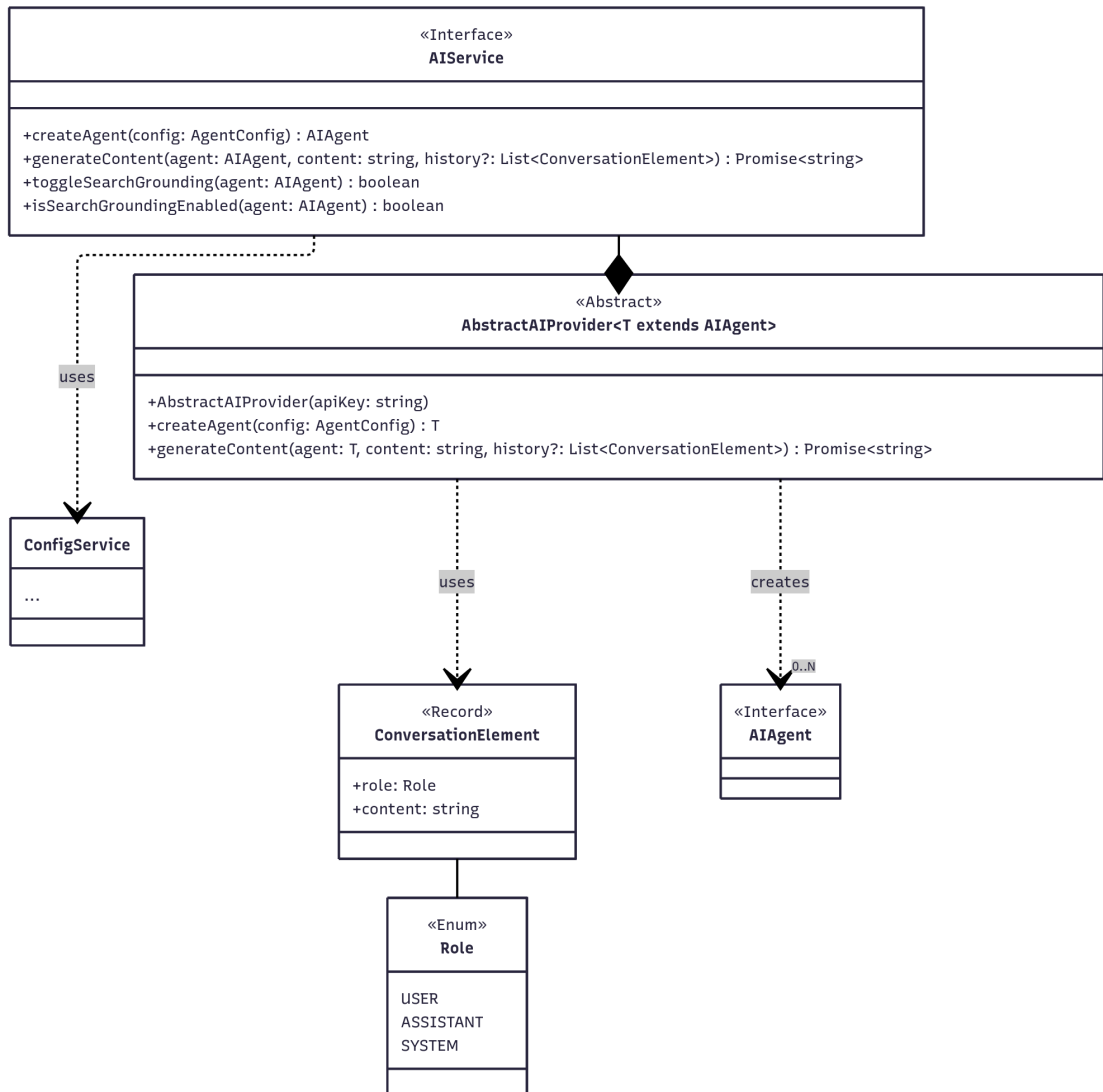 «Interface»
AIService
+createAgent(config: AgentConfig) : AIAgent
+generateContent(agent: AIAgent, content: string, history?: List<ConversationElement>) : Promise<string>
+toggleSearchGrounding(agent: AIAgent) : boolean
+isSearchGroundingEnabled(agent: AIAgent) : boolean
«Abstract»
AbstractAIProvider<T extends AIAgent>
uses
+AbstractAIProvider(apiKey: string)
+createAgent(config: AgentConfig) : T
+generateContent(agent: T, content: string, history?: List<ConversationElement>) : Promise<string>
ConfigService
...
uses
creates
0..N
«Record»
ConversationElement
+role: Role
+content: string
«Interface»
AIAgent
«Enum»
Role
USER
ASSISTANT
SYSTEM